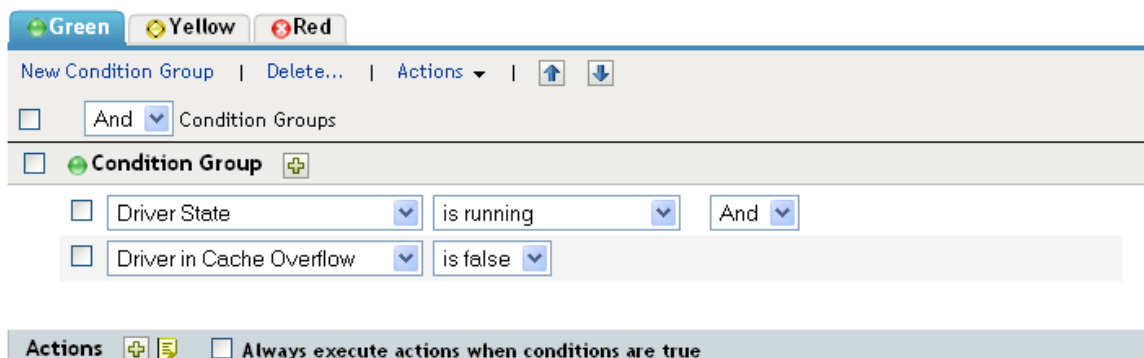 Green Yellow Red
New Condition Group | Delete... | Actions |
And Condition Groups
Condition Group
Driver State is running And
Driver in Cache Overflow is false
Actions Always execute actions when conditions are true